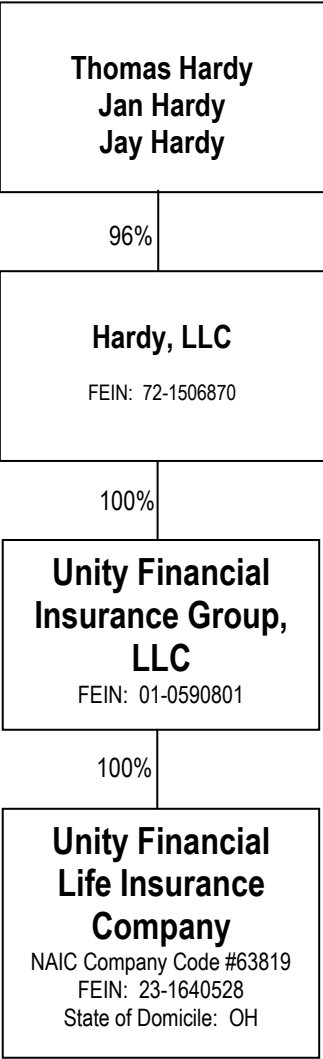 Thomas Hardy
Jan Hardy
Jay Hardy
96%
Hardy, LLC
FEIN: 72-1506870
100%
Unity Financial
Insurance Group,
LLC
FEIN: 01-0590801
100%
Unity Financial
Life Insurance
Company
NAIC Company Code #63819
FEIN: 23-1640528
State of Domicile: OH